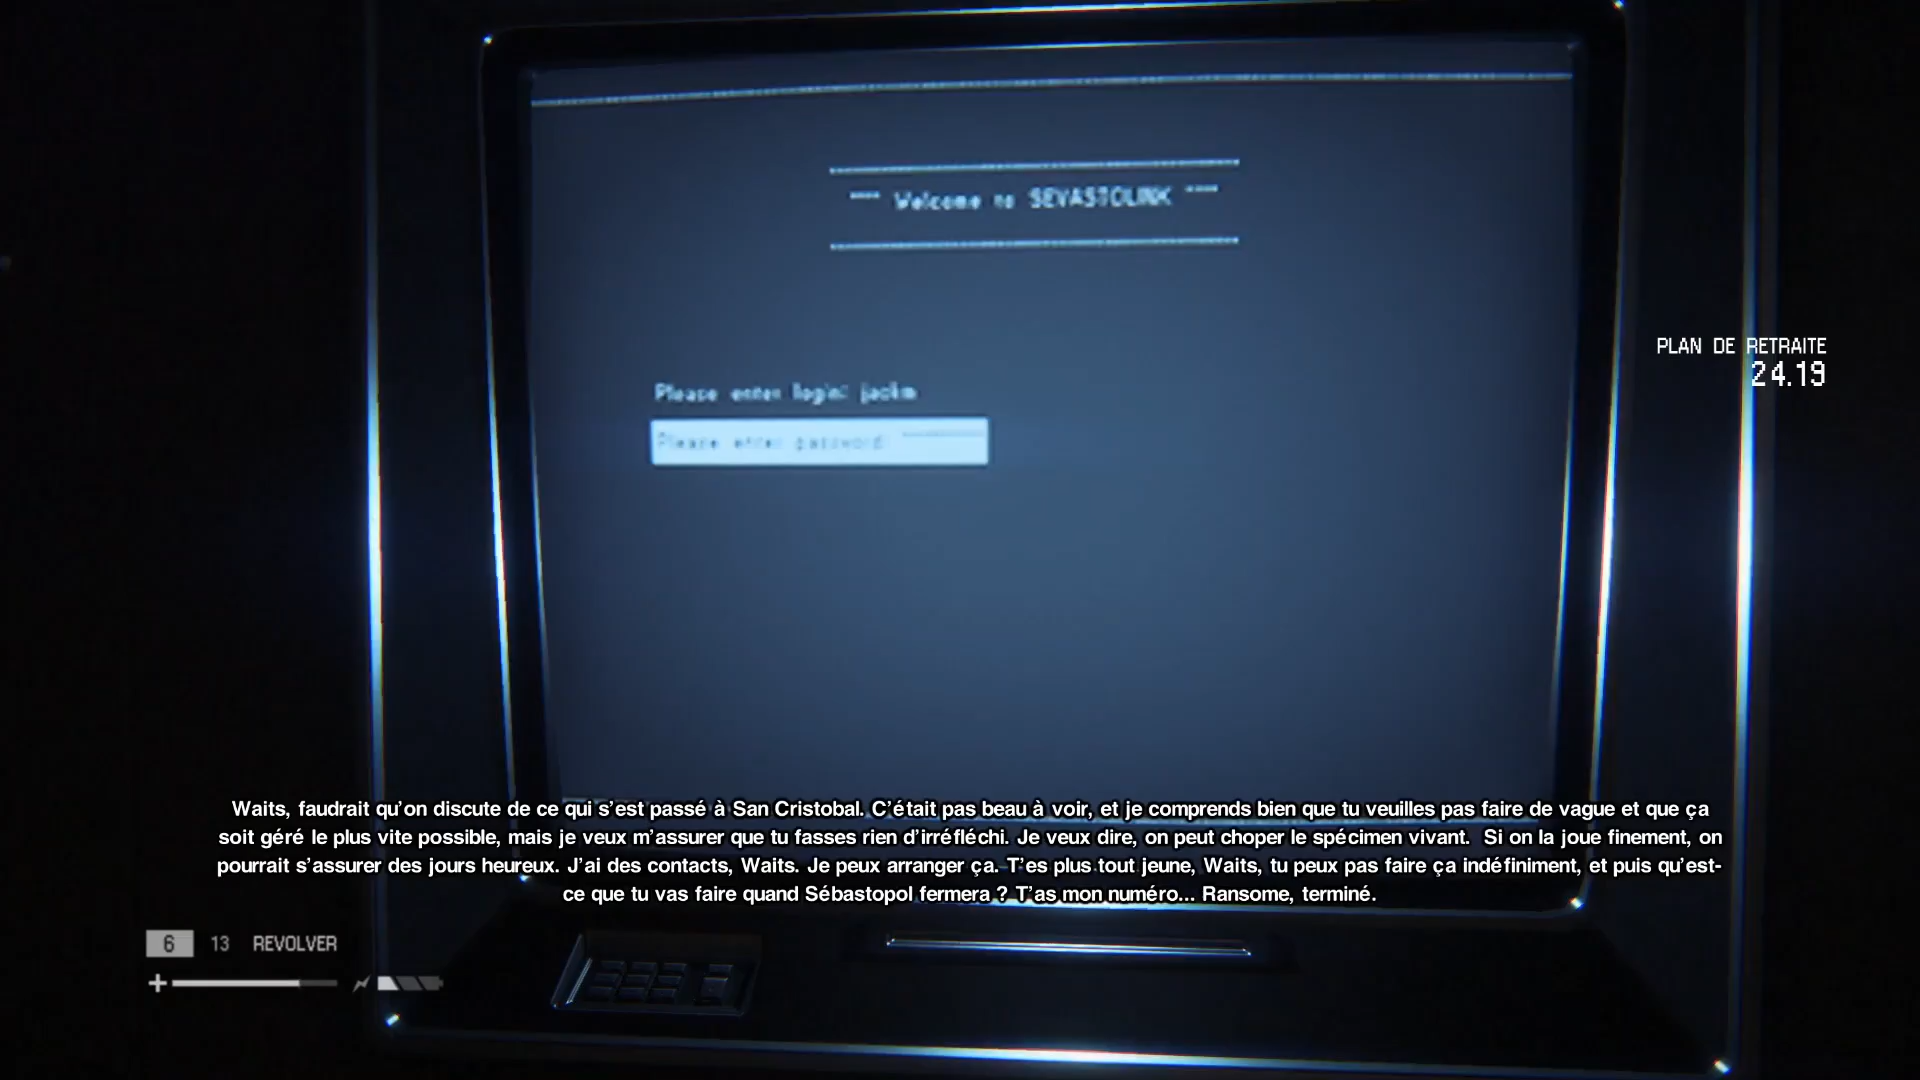 *** Welcome to SEVASTOLINK ***
Please enter login: jackm
PLAN DE RETRAITE
24.19
Please enter password:
Waits, faudrait qu'on discute de ce qui s'est passé à San Cristobal. C'était pas beau à voir, et je comprends bien que tu veuilles pas faire de vague et que ça
soit géré le plus vite possible, mais je veux m'assurer que tu fasses rien d'irréfléchi. Je veux dire, on peut choper le spécimen vivant. Si on la joue finement, on
pourrait s'assurer des jours heureux. J'ai des contacts, Waits. Je peux arranger ça. T'es plus tout jeune, Waits, tu peux pas faire ça indéfiniment, et puis qu'est-
ce que tu vas faire quand Sébastopol fermera ? T'as mon numéro... Ransome, terminé.
6 13 REVOLVER